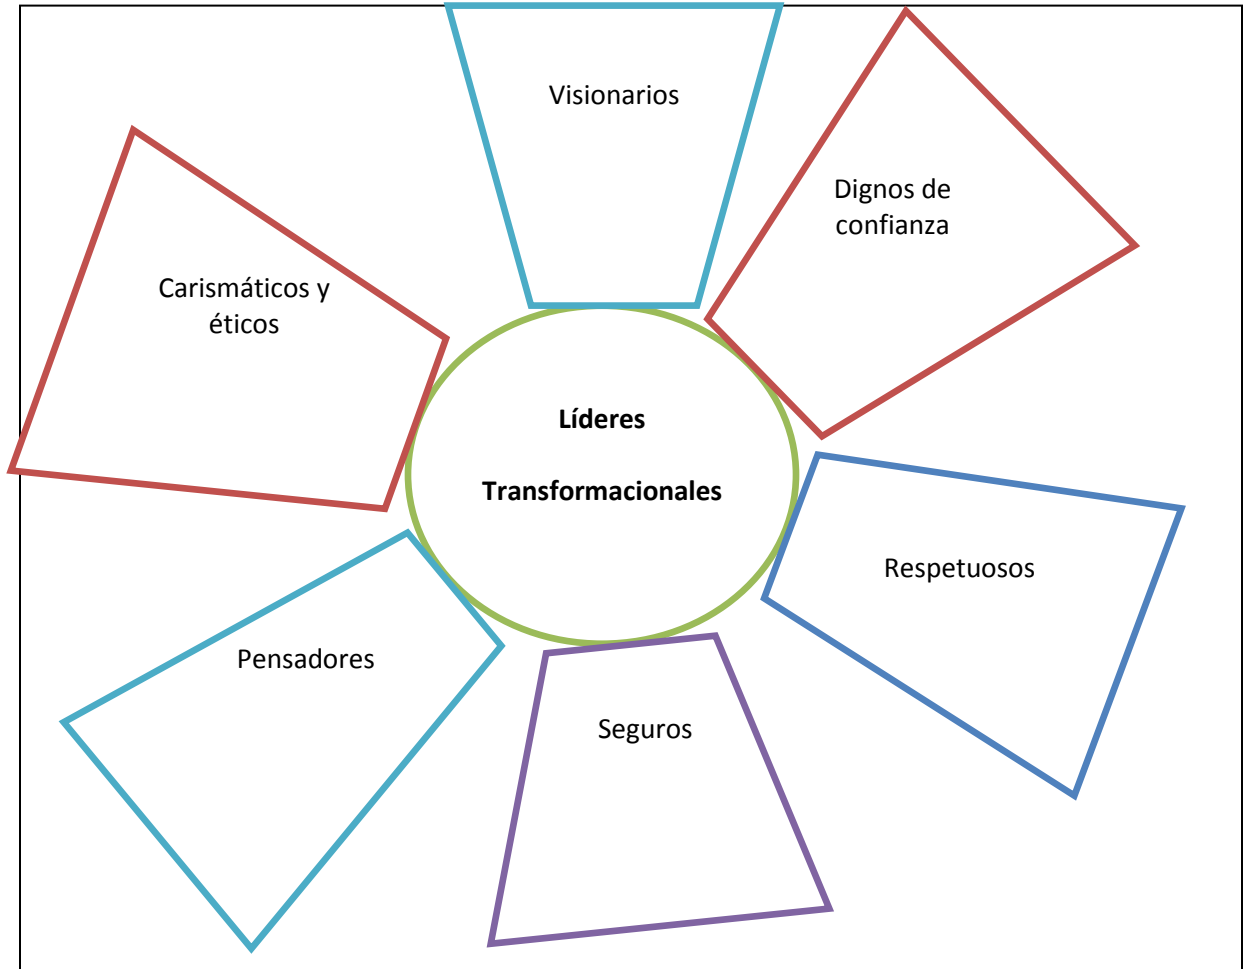 Visionarios
Dignos de
confianza
Carismáticos y
éticos
Líderes
Transformacionales
Respetuosos
Pensadores
Seguros